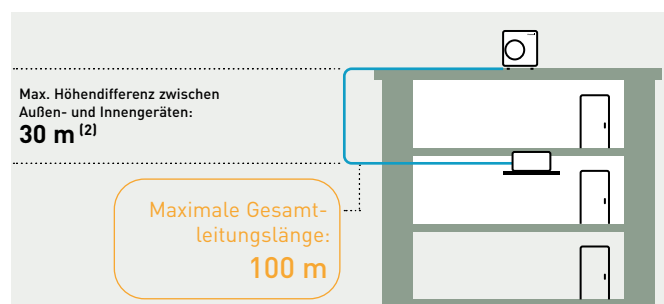 Max. Höhendifferenz zwischen
Außen- und Innengeräten:
30 m (2)
Maximale Gesamt-
leitungslänge:
100 m